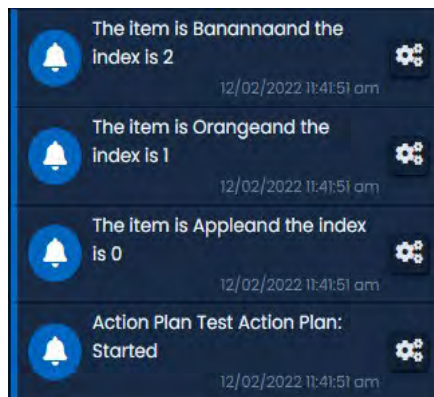 The item is Banannaand the
index is 2
12/02/2022 11:41:51 am
The item is Orangeand the
index is 1
12/02/2022 11:41:51 am
The item is Appleand the index
is 0
12/02/2022 11:41:51 am
Action Plan Test Action Plan:
Started
12/02/2022 11:41:51 am